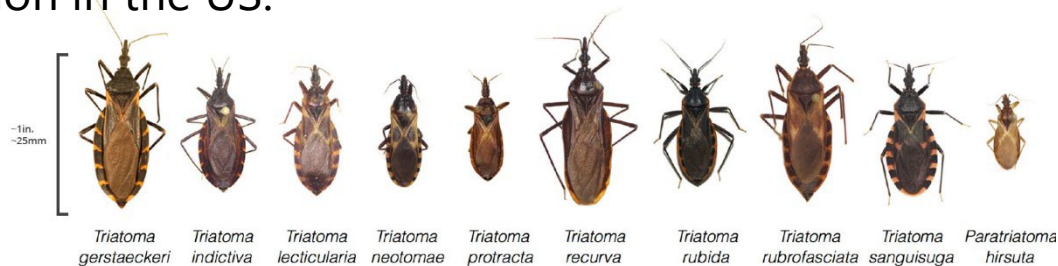 on in the US.
~1in.
~25mm
Triatoma gerstaeckeri
Triatoma indictiva
Triatoma lecticularia
Triatoma neotomae
Triatoma protracta
Triatoma recurva
Triatoma rubida
Triatoma rubrofasciata
Triatoma sanguisuga
Paratriatoma hirsuta